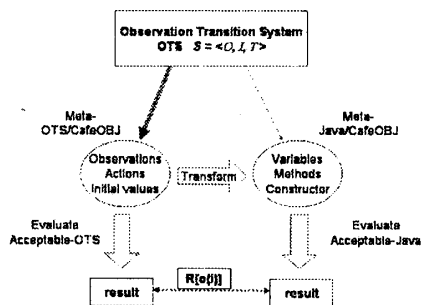 Observation Transition System
OTS S = <O, I, T>
Meta-
OTS/CafeOBJ
Meta-
Java/CafeOBJ
Observations
Actions
Initial values
Transform
Variables
Methods
Constructor
Evaluate
Acceptable-OTS
Evaluate
Acceptable-Java
result
R[o(i)]
result